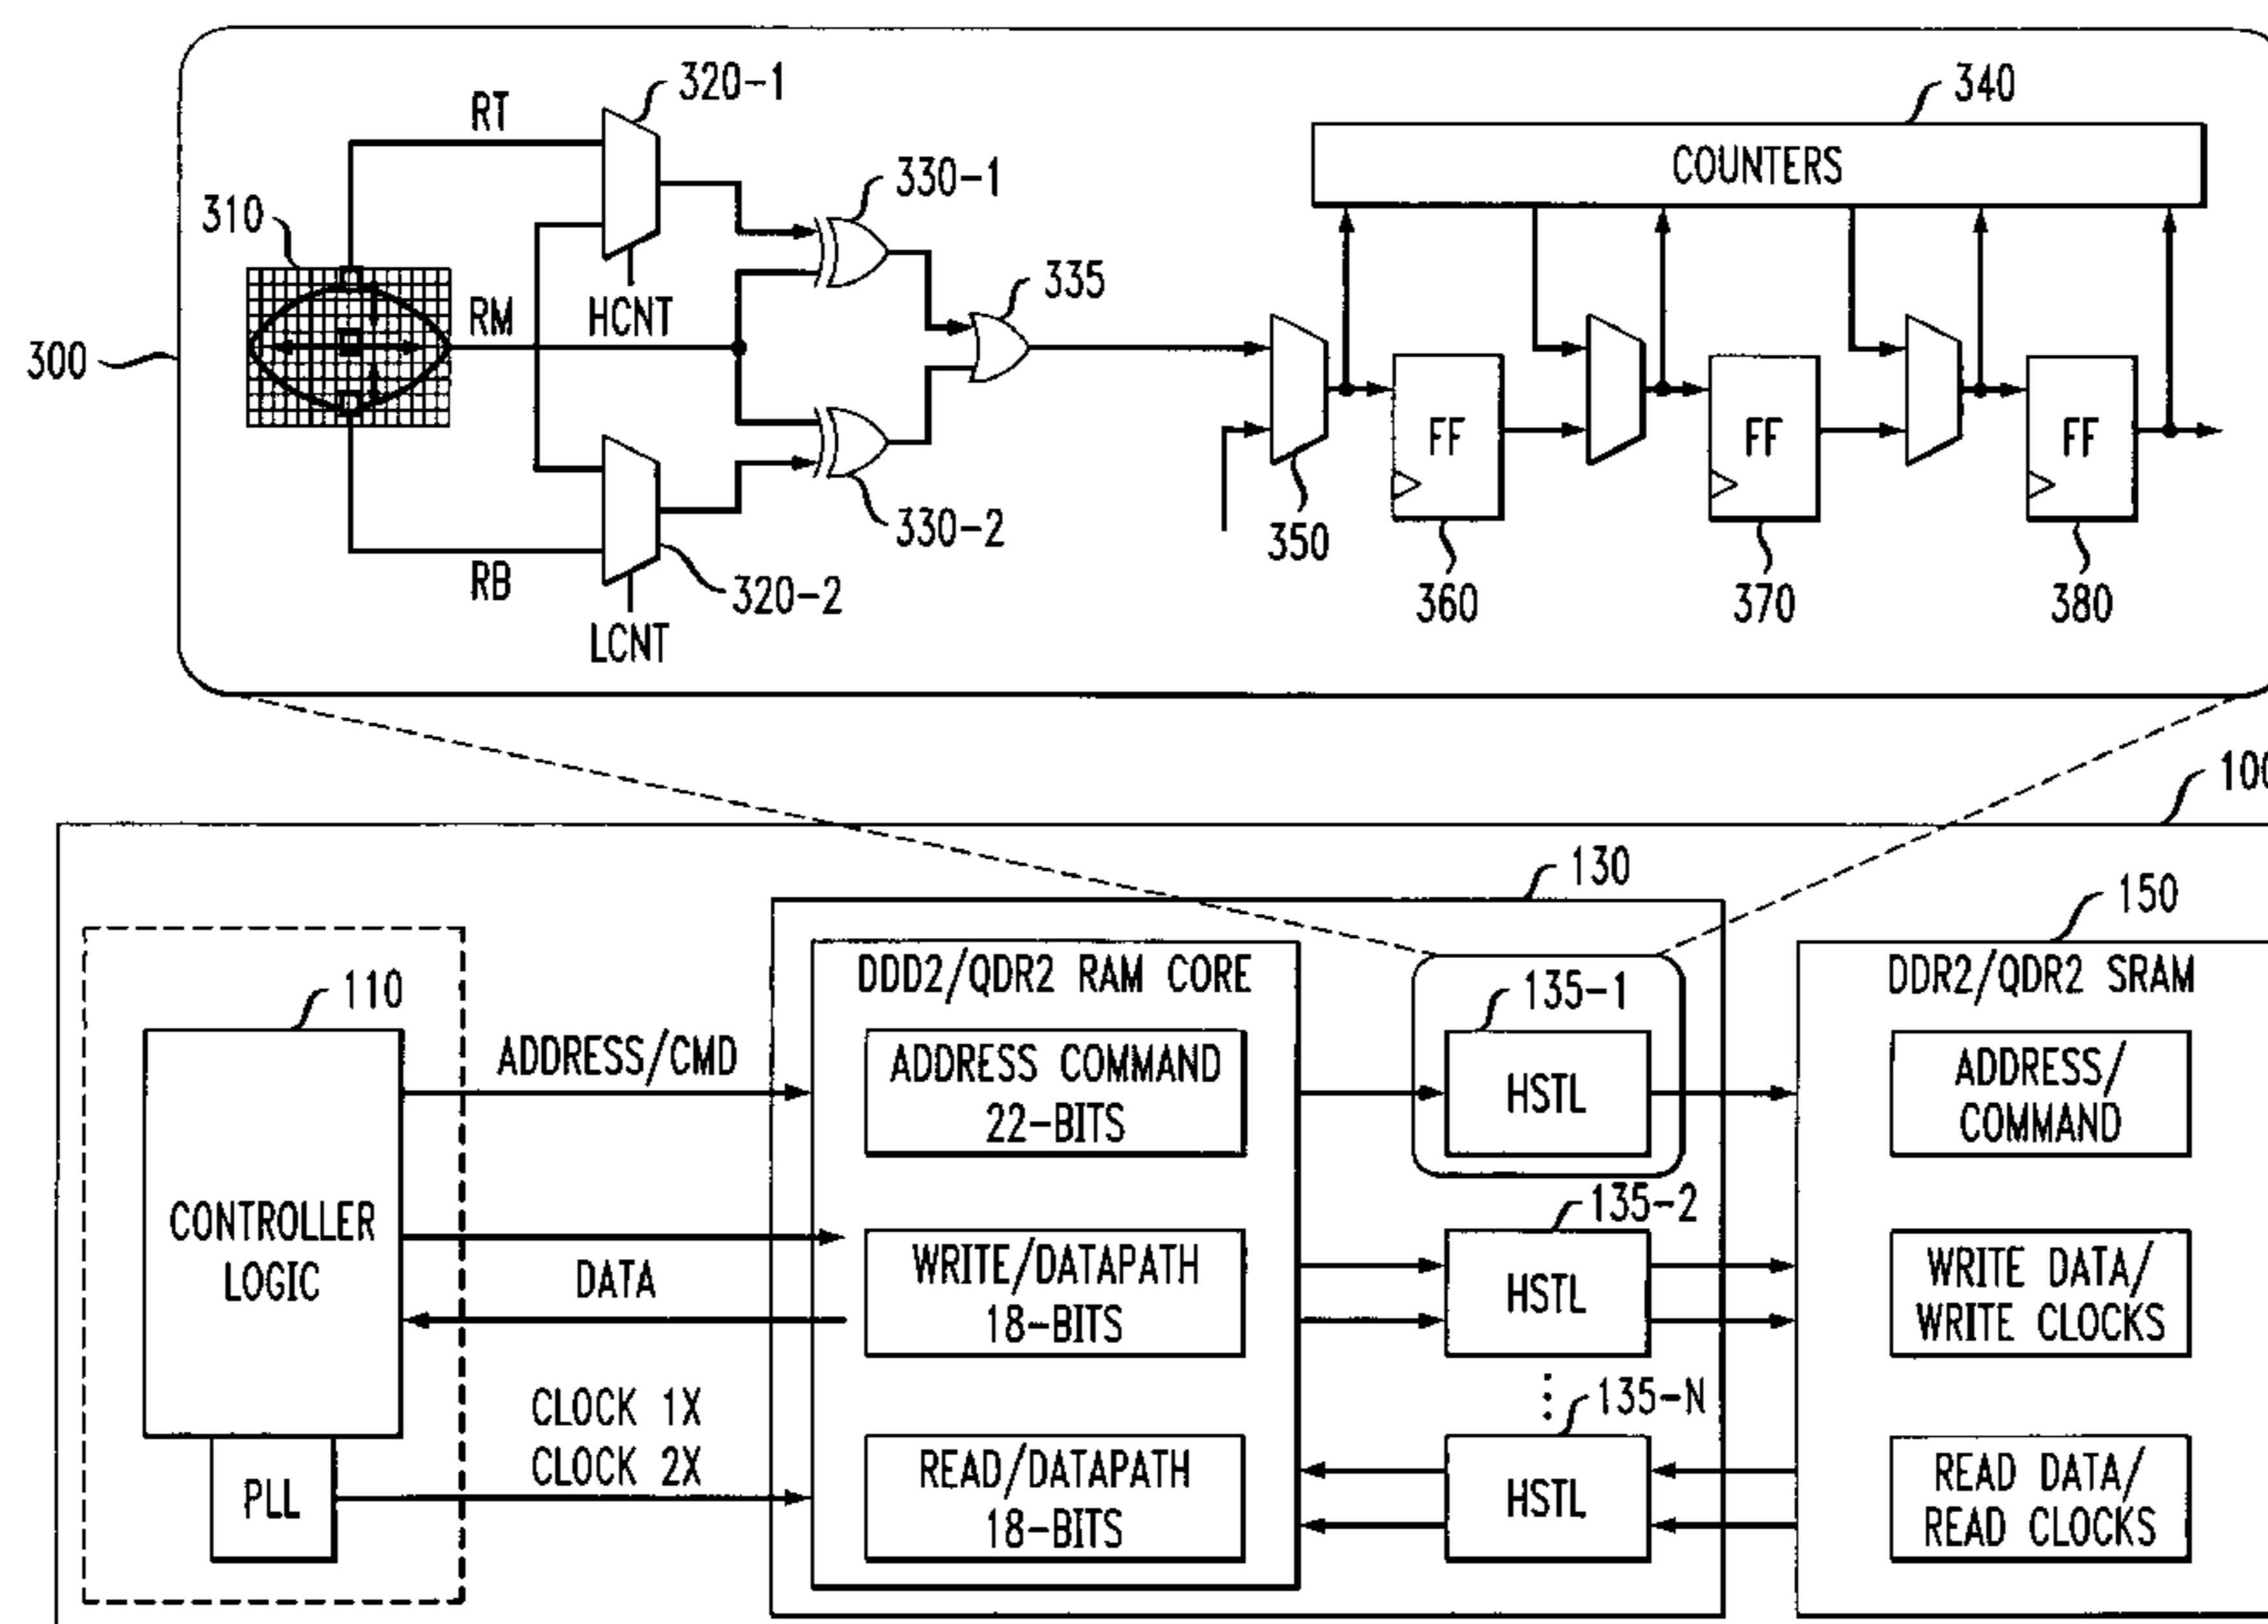 320-1
340
RT
COUNTERS
330-1
310
335
RM
HCNT
300
FF
FF
FF
350
330-2
RB
320-2
360
370
380
LCNT
100
130
150
DDD2/QDR2 RAM CORE
DDR2/QDR2 SRAM
110
135-1
ADDRESS/CMD
ADDRESS COMMAND
22-BITS
HSTL
ADDRESS/
COMMAND
135-2
CONTROLLER
LOGIC
DATA
WRITE/DATAPATH
18-BITS
HSTL
WRITE DATA/
WRITE CLOCKS
135-N
CLOCK 1X
CLOCK 2X
PLL
READ/DATAPATH
18-BITS
HSTL
READ DATA/
READ CLOCKS